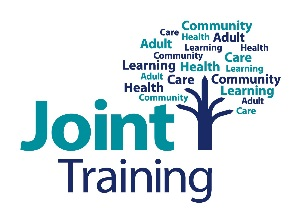 Community
Care Health Adult
Adult Learning Health
Community Care
Learning Health Learning
Adult Care Community
Health Learning
Community Adult
Care
Joint
Training